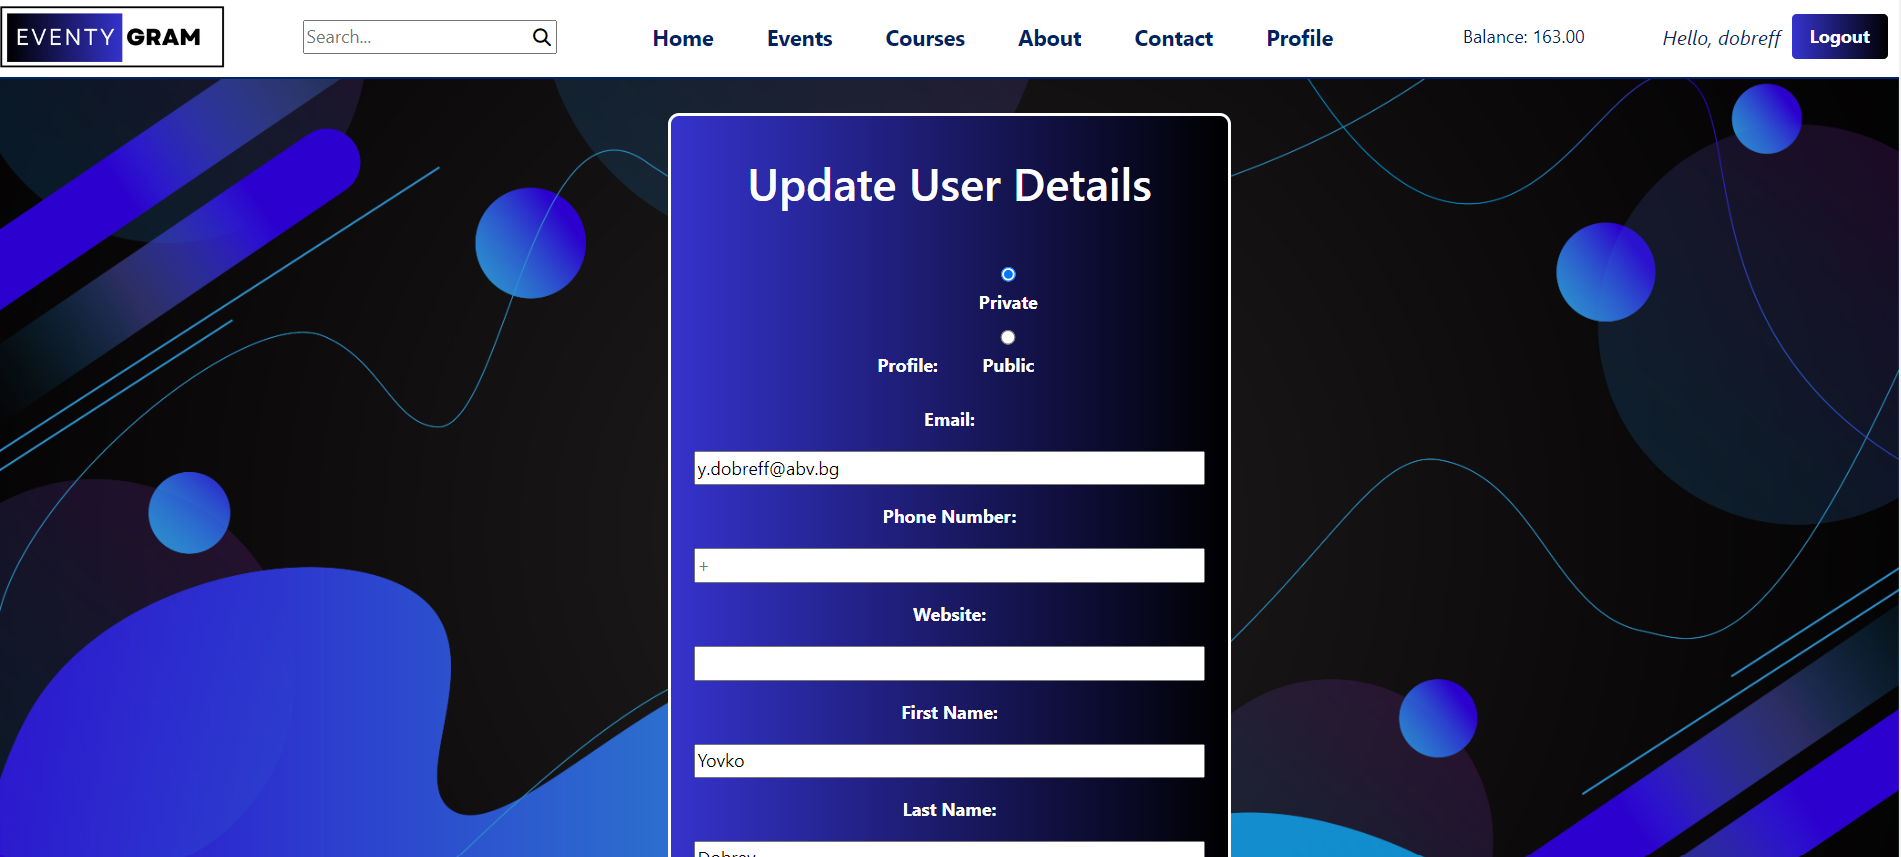 EVENTY GRAM
Search...
Home Events Courses About Contact Profile
Balance: 163.00
Hello, dobreff
Logout
Update User Details
Private
Profile: Public
Email:
y.dobreff@abv.bg
Phone Number:
+
Website:
First Name:
Yovko
Last Name:
Dobrev